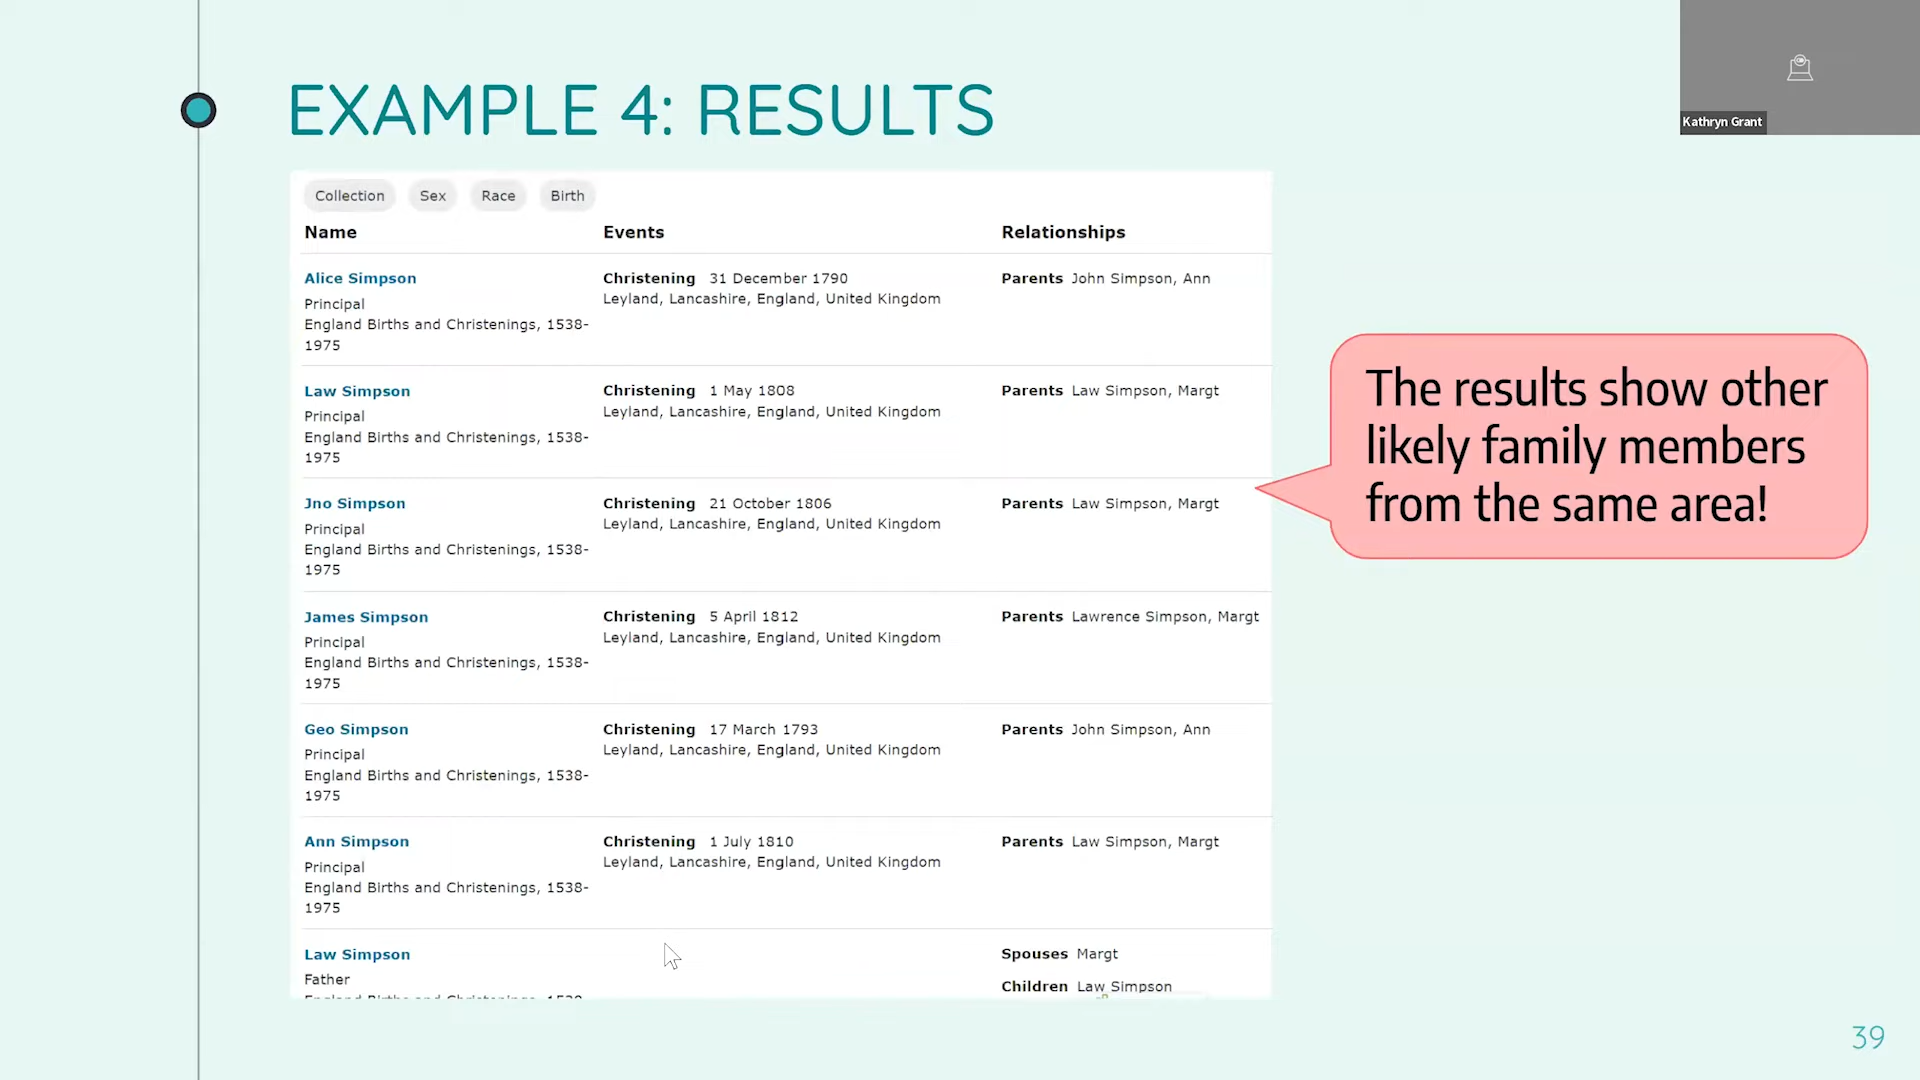 EXAMPLE 4: RESULTS
Kathryn Grant
Collection Sex Race Birth
Name Events Relationships
Alice Simpson Christening 31 December 1790 Parents John Simpson, Ann
Leyland, Lancashire, England, United Kingdom
Principal
England Births and Christenings, 1538-
1975
Law Simpson Christening 1 May 1808 Parents Law Simpson, Margt
Leyland, Lancashire, England, United Kingdom
Principal
England Births and Christenings, 1538-
1975
Jno Simpson Christening 21 October 1806 Parents Law Simpson, Margt
Leyland, Lancashire, England, United Kingdom
Principal
England Births and Christenings, 1538-
1975
James Simpson Christening 5 April 1812 Parents Lawrence Simpson, Margt
Leyland, Lancashire, England, United Kingdom
Principal
England Births and Christenings, 1538-
1975
Geo Simpson Christening 17 March 1793 Parents John Simpson, Ann
Leyland, Lancashire, England, United Kingdom
Principal
England Births and Christenings, 1538-
1975
Ann Simpson Christening 1 July 1810 Parents Law Simpson, Margt
Leyland, Lancashire, England, United Kingdom
Principal
England Births and Christenings, 1538-
1975
Law Simpson Spouses Margt
Father
Children Law Simpson
The results show other
likely family members
from the same area!
39